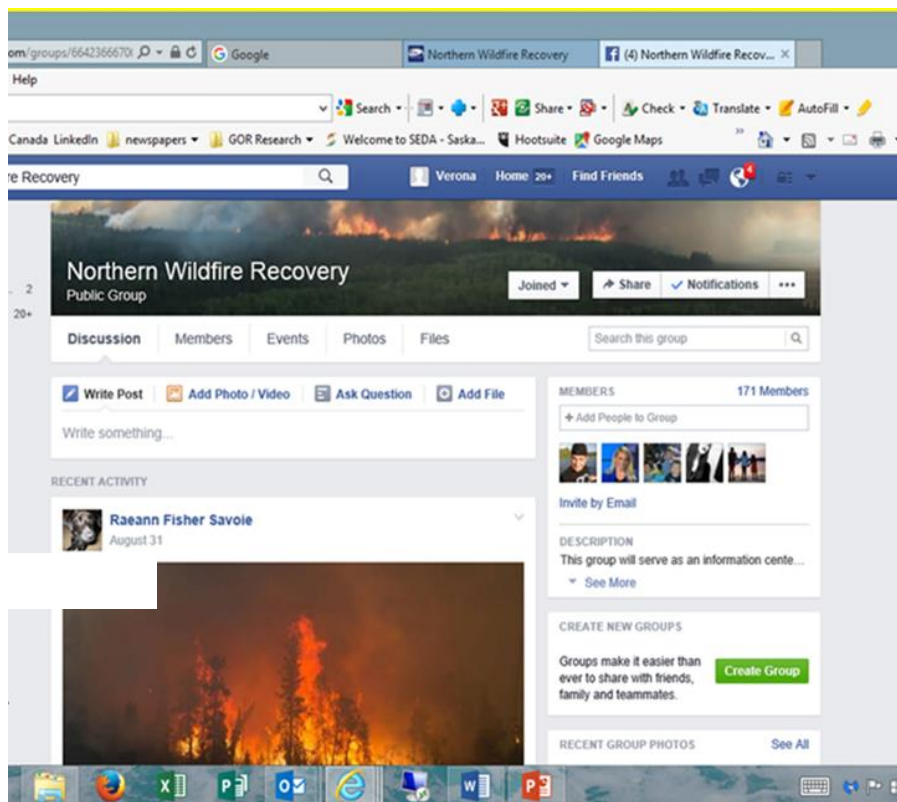 om/groups/6642366670
Google
Northern Wildfire Recovery
(4) Northern Wildfire Recov...
Help
Search
Share
Check
Translate
AutoFill
Canada LinkedIn
newspapers
GOR Research
Welcome to SEDA - Saska...
Hootsuite
Google Maps
re Recovery
Verona
Home 20+
Find Friends
4
Northern Wildfire Recovery
Public Group
Joined
Share
Notifications
2
20+
Discussion
Members
Events
Photos
Files
Search this group
Write Post
Add Photo / Video
Ask Question
Add File
Write something...
MEMBERS
171 Members
+ Add People to Group
Invite by Email
RECENT ACTIVITY
Raeann Fisher Savoie
August 31
DESCRIPTION
This group will serve as an information cente...
See More
CREATE NEW GROUPS
Groups make it easier than
ever to share with friends,
family and teammates.
Create Group
RECENT GROUP PHOTOS
See All